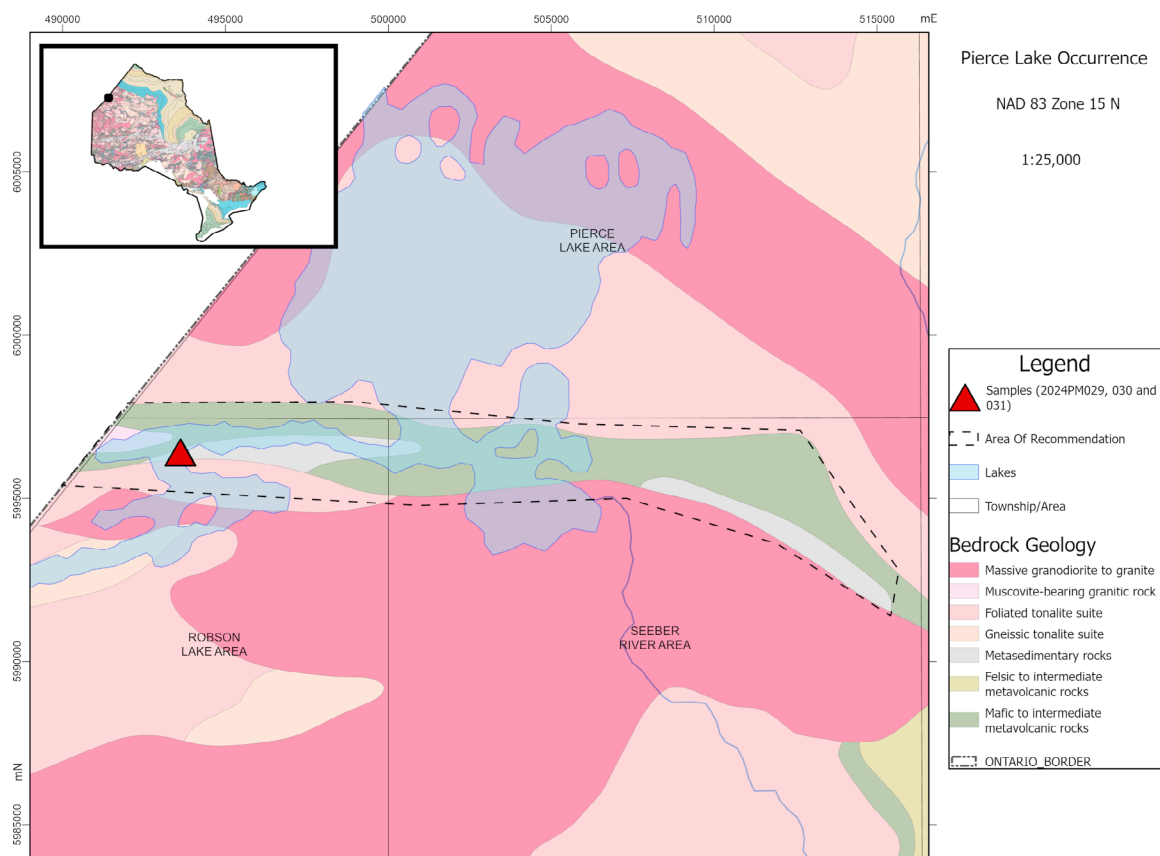 490000
495000
500000
505000
510000
515000
mE
Pierce Lake Occurrence
NAD 83 Zone 15 N
1:25,000
6005000
6000000
5995000
5990000
mN
5985000
PIERCE
LAKE AREA
ROBSON
LAKE AREA
SEEBER
RIVER AREA
Legend
Samples (2024PM029, 030 and
031)
Area Of Recommendation
Lakes
Township/Area
Bedrock Geology
Massive granodiorite to granite
Muscovite-bearing granitic rock
Foliated tonalite suite
Gneissic tonalite suite
Metasedimentary rocks
Felsic to intermediate
metavolcanic rocks
Mafic to intermediate
metavolcanic rocks
ONTARIO_BORDER